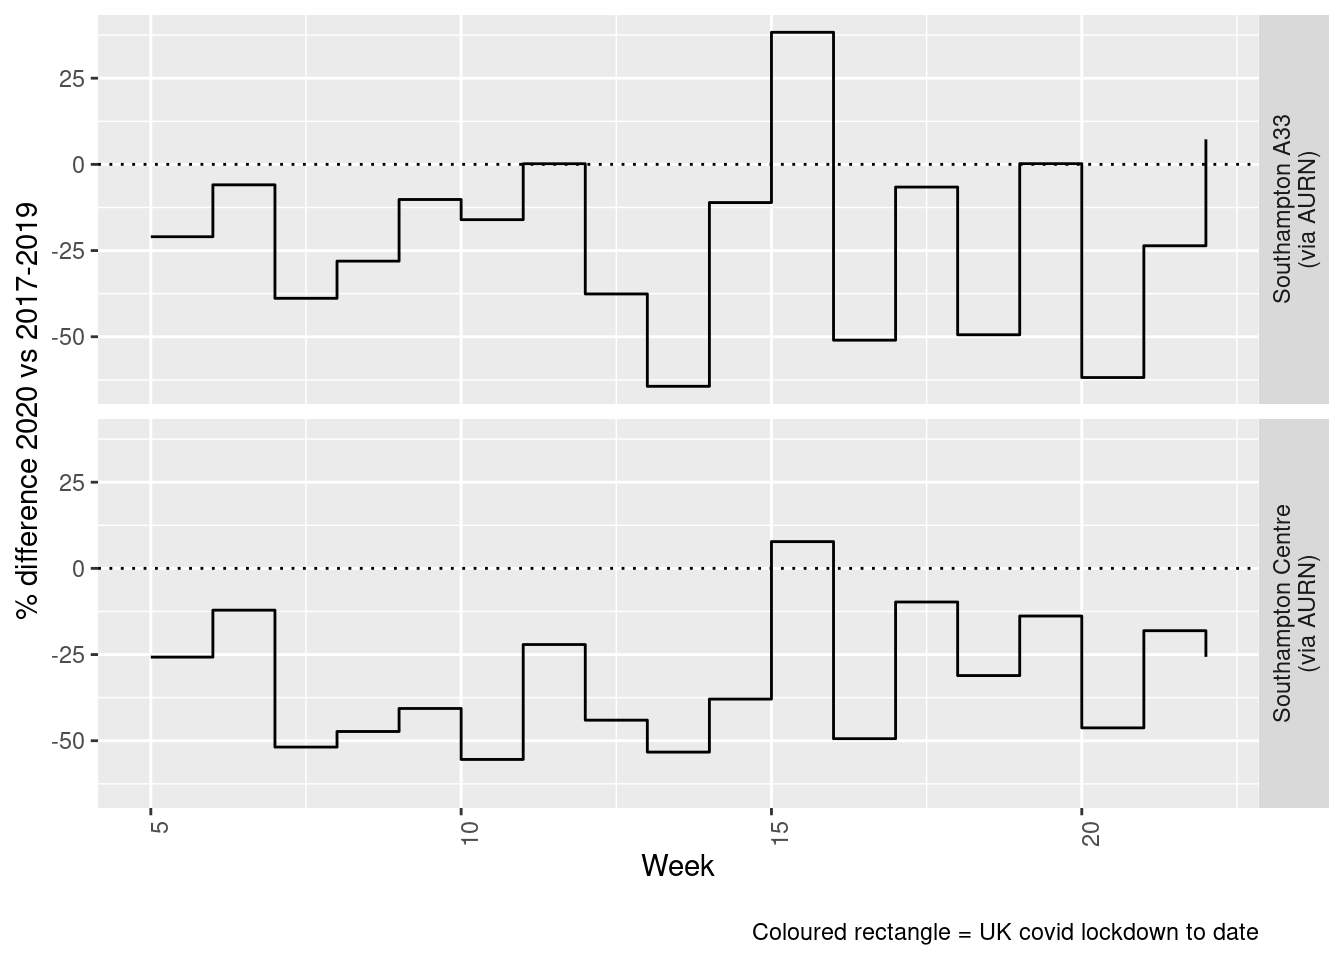 % difference 2020 vs 2017-2019
25
0
-25
-50
Southampton A33
(via AURN)
25
0
-25
-50
Southampton Centre
(via AURN)
5
10
15
20
Week
Coloured rectangle = UK covid lockdown to date